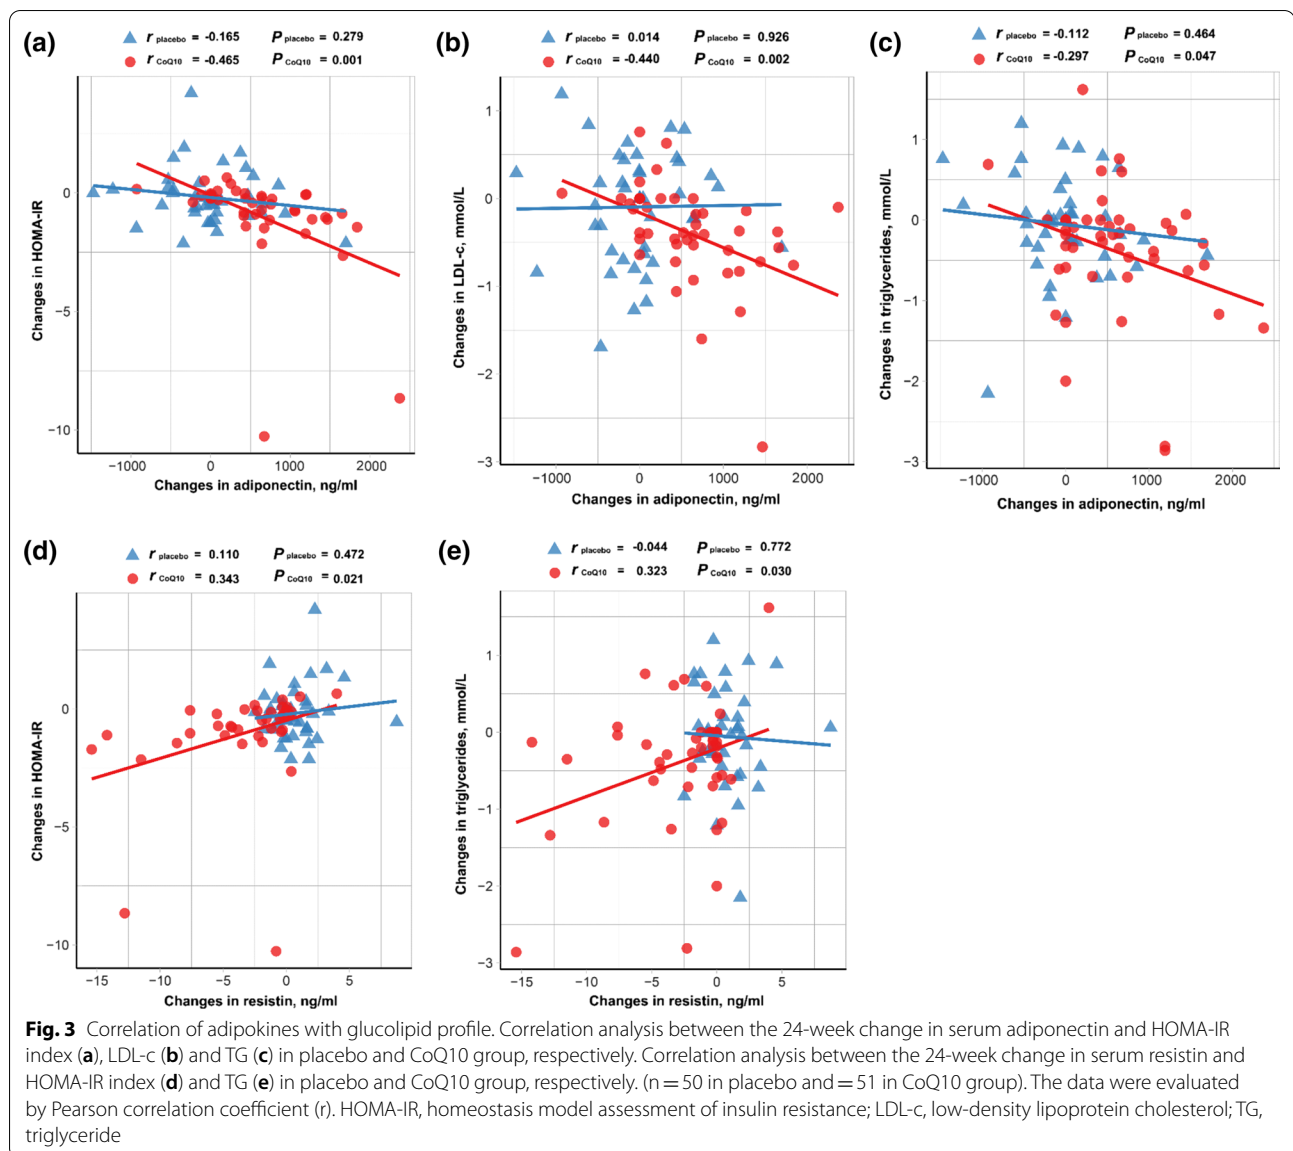 (a)
r placebo = -0.165 P placebo = 0.279
r CoQ10 = -0.465 P CoQ10 = 0.001
Changes in HOMA-IR
0
−5
−10
−1000 0 1000 2000
Changes in adiponectin, ng/ml
(b)
r placebo = 0.014 P placebo = 0.926
r CoQ10 = -0.440 P CoQ10 = 0.002
Changes in LDL-c, mmol/L
1
0
−1
−2
−3
−1000 0 1000 2000
Changes in adiponectin, ng/ml
(c)
r placebo = -0.112 P placebo = 0.464
r CoQ10 = -0.297 P CoQ10 = 0.047
Changes in triglycerides, mmol/L
1
0
−1
−2
−3
−1000 0 1000 2000
Changes in adiponectin, ng/ml
(d)
r placebo = 0.110 P placebo = 0.472
r CoQ10 = 0.343 P CoQ10 = 0.021
Changes in HOMA-IR
0
−5
−10
−15 −10 −5 0 5
Changes in resistin, ng/ml
(e)
r placebo = -0.044 P placebo = 0.772
r CoQ10 = 0.323 P CoQ10 = 0.030
Changes in triglycerides, mmol/L
1
0
−1
−2
−3
−15 −10 −5 0 5
Changes in resistin, ng/ml
Fig. 3 Correlation of adipokines with glucolipid profile. Correlation analysis between the 24-week change in serum adiponectin and HOMA-IR
index (a), LDL-c (b) and TG (c) in placebo and CoQ10 group, respectively. Correlation analysis between the 24-week change in serum resistin and
HOMA-IR index (d) and TG (e) in placebo and CoQ10 group, respectively. (n = 50 in placebo and = 51 in CoQ10 group). The data were evaluated
by Pearson correlation coefficient (r). HOMA-IR, homeostasis model assessment of insulin resistance; LDL-c, low-density lipoprotein cholesterol; TG,
triglyceride